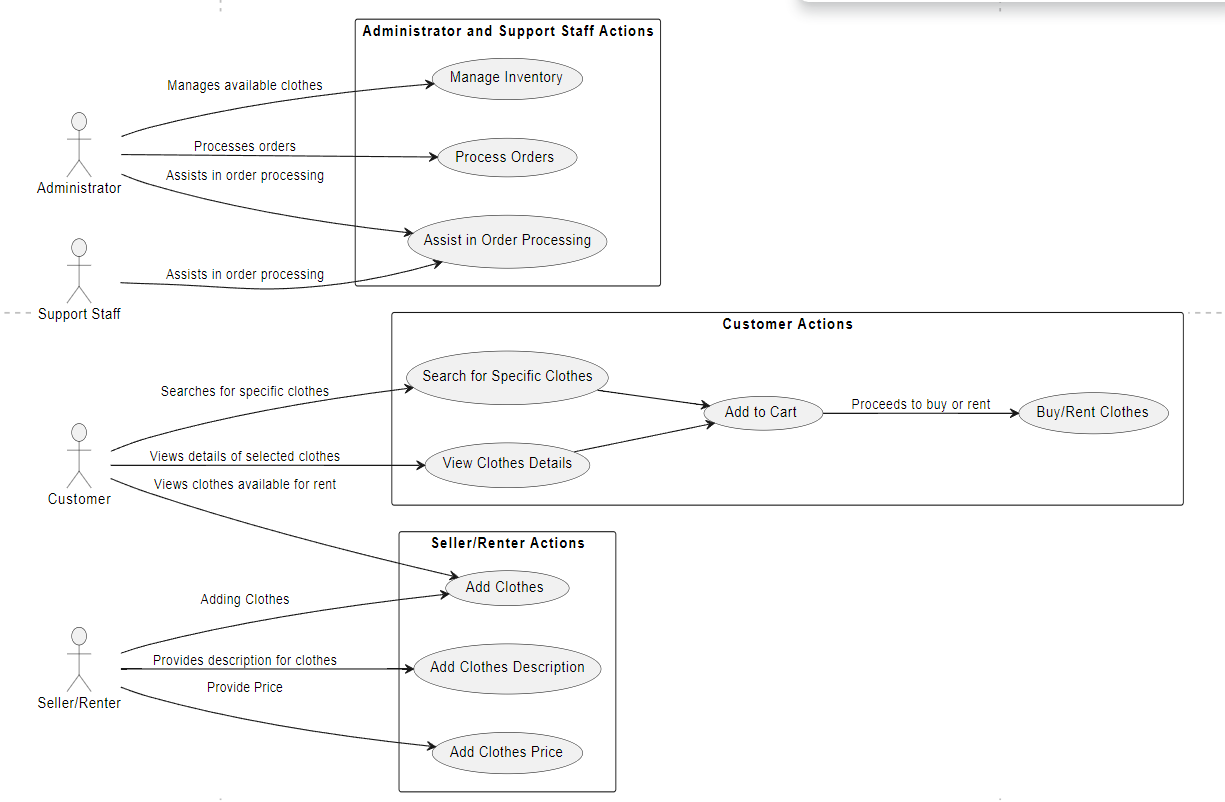 Administrator and Support Staff Actions
Manages available clothes
Manage Inventory
Processes orders
Process Orders
Assists in order processing
Administrator
Assist in Order Processing
Assists in order processing
Support Staff
Customer Actions
Searches for specific clothes
Search for Specific Clothes
Add to Cart
Proceeds to buy or rent
Buy/Rent Clothes
Views details of selected clothes
View Clothes Details
Views clothes available for rent
Customer
Seller/Renter Actions
Add Clothes
Adding Clothes
Provides description for clothes
Add Clothes Description
Provide Price
Seller/Renter
Add Clothes Price